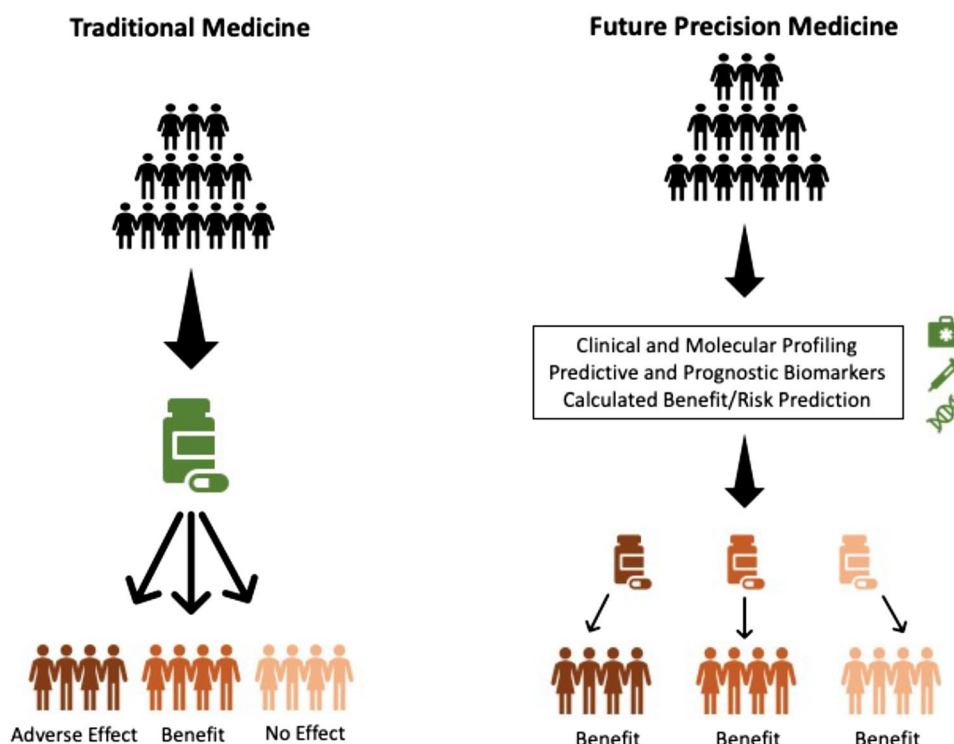 Traditional Medicine
Adverse Effect
Benefit
No Effect
Future Precision Medicine
Clinical and Molecular Profiling
Predictive and Prognostic Biomarkers
Calculated Benefit/Risk Prediction
Benefit
Benefit
Benefit